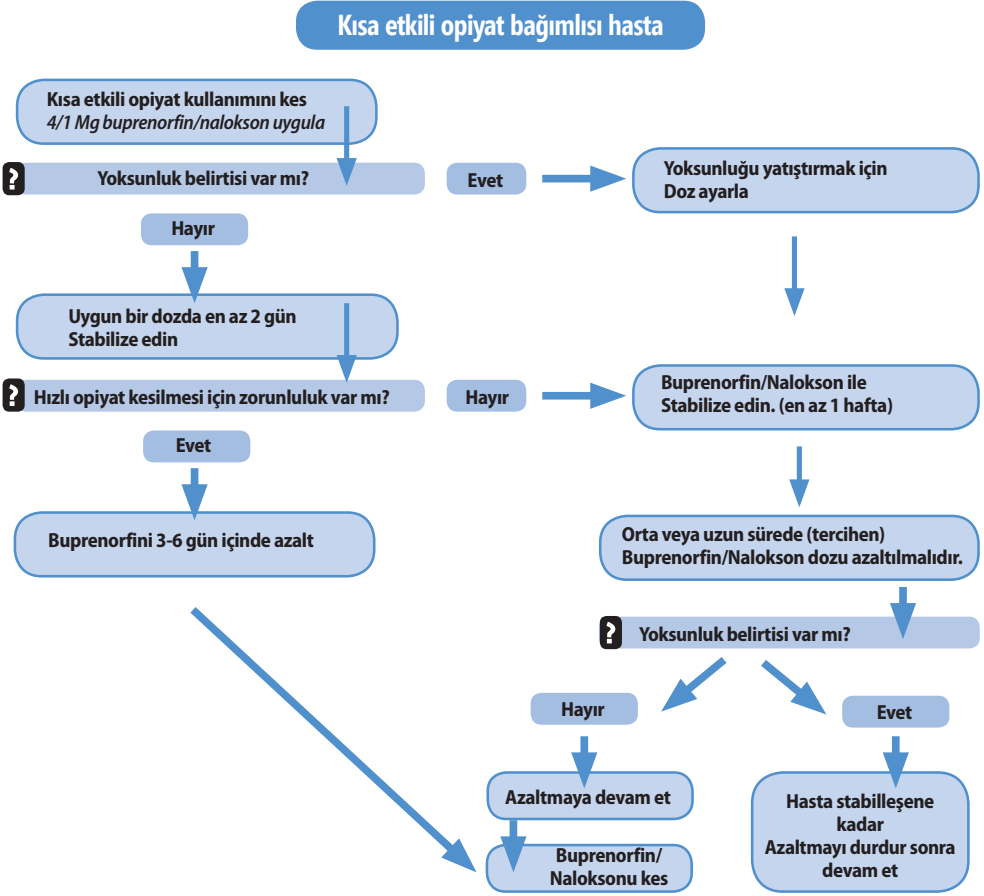 Kısa etkili opiyat bağımlısı hasta
Kısa etkili opiyat kullanımını kes
4/1 Mg buprenorfin/nalokson uygula
? Yoksunluk belirtisi var mı?
Evet
Yoksunluğu yatıştırmak için
Doz ayarla
Hayır
Uygun bir dozda en az 2 gün
Stabilize edin
? Hızlı opiyat kesilmesi için zorunluluk var mı?
Hayır
Buprenorfin/Nalokson ile
Stabilize edin. (en az 1 hafta)
Evet
Buprenorfini 3-6 gün içinde azalt
Orta veya uzun sürede (tercihen)
Buprenorfin/Nalokson dozu azaltılmalıdır.
? Yoksunluk belirtisi var mı?
Hayır
Evet
Azaltmaya devam et
Buprenorfin/
Naloksonu kes
Hasta stabilleşene
kadar
Azaltmayı durdur sonra
devam et